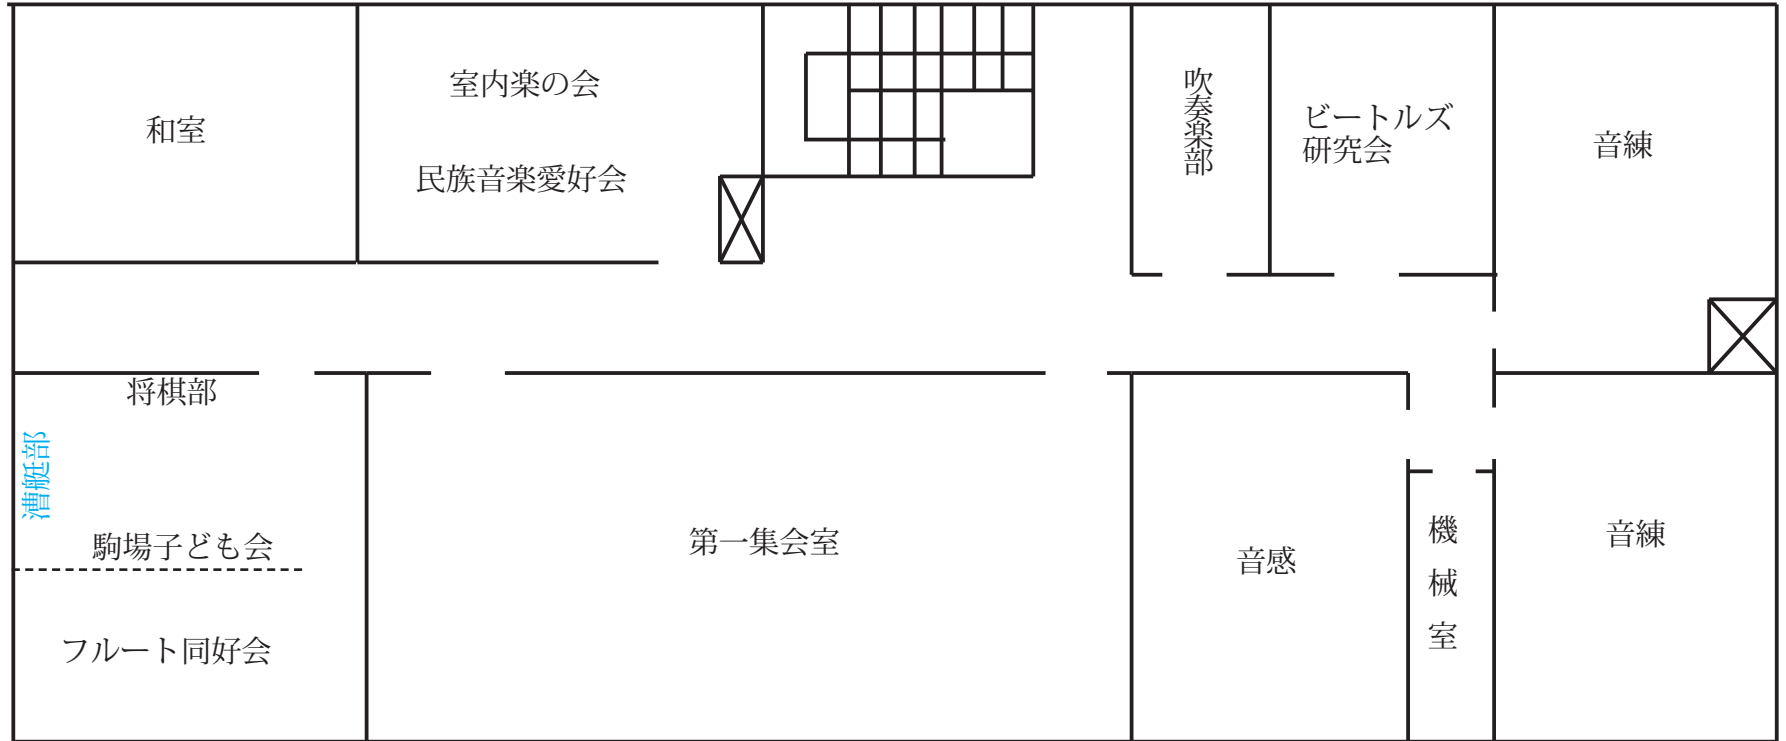 和室
室内楽の会
民族音楽愛好会
吹奏楽部
ビートルズ
研究会
音練
将棋部
漕艇部
駒場子ども会
フルート同好会
第一集会室
音感
機械室
音練